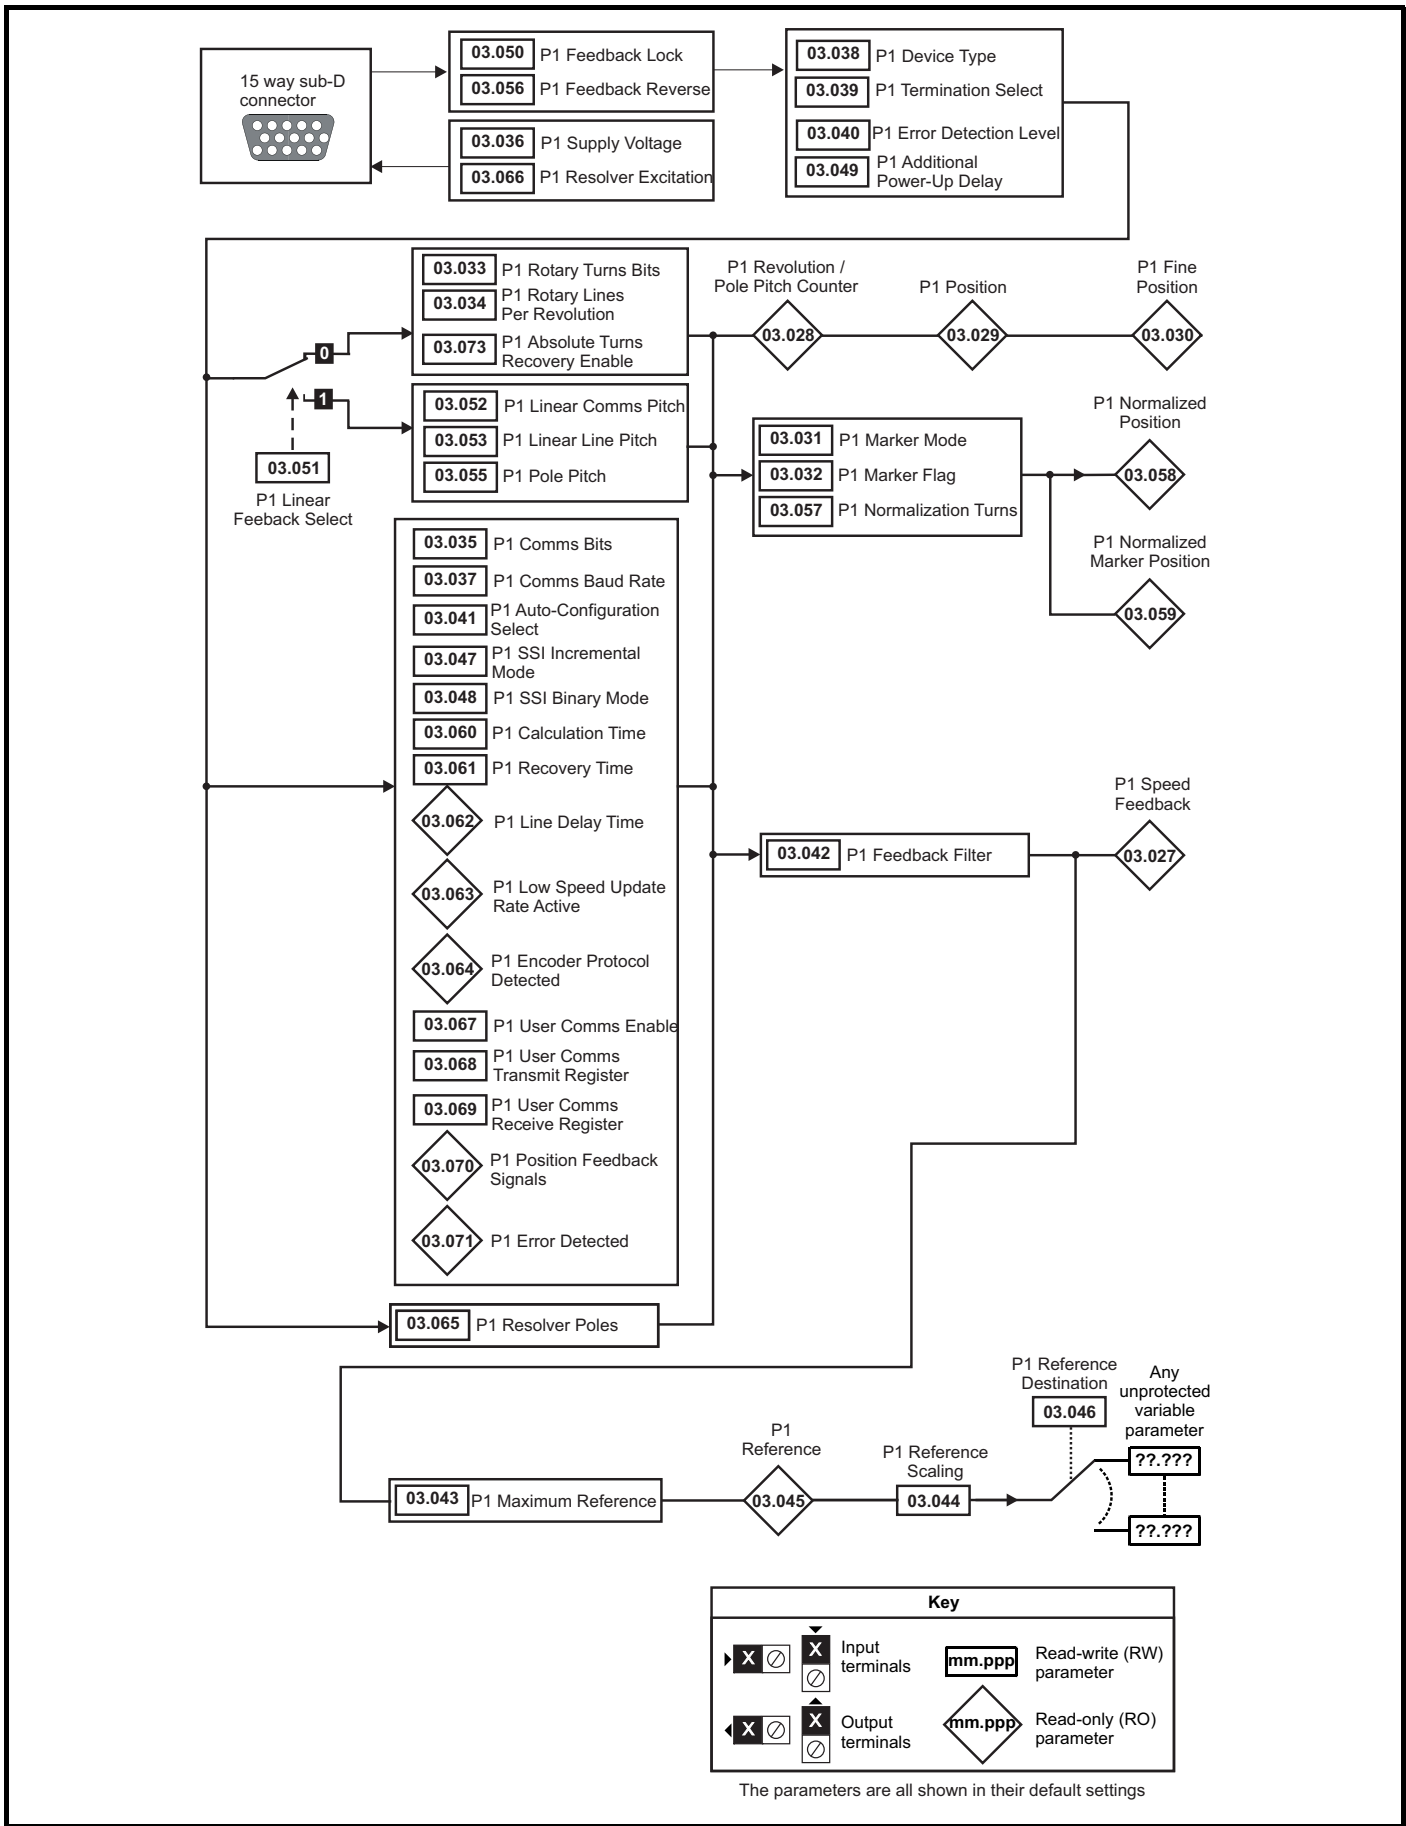 15 way sub-D
connector
03.050 P1 Feedback Lock
03.056 P1 Feedback Reverse
03.036 P1 Supply Voltage
03.066 P1 Resolver Excitation
03.038 P1 Device Type
03.039 P1 Termination Select
03.040 P1 Error Detection Level
03.049 P1 Additional
Power-Up Delay
0
1
03.051
P1 Linear
Feeback Select
03.033 P1 Rotary Turns Bits
03.034 P1 Rotary Lines
Per Revolution
03.073 P1 Absolute Turns
Recovery Enable
03.052 P1 Linear Comms Pitch
03.053 P1 Linear Line Pitch
03.055 P1 Pole Pitch
P1 Revolution /
Pole Pitch Counter
03.028
P1 Position
03.029
P1 Fine
Position
03.030
03.031 P1 Marker Mode
03.032 P1 Marker Flag
03.057 P1 Normalization Turns
P1 Normalized
Position
03.058
P1 Normalized
Marker Position
03.059
03.035 P1 Comms Bits
03.037 P1 Comms Baud Rate
03.041 P1 Auto-Configuration
Select
03.047 P1 SSI Incremental
Mode
03.048 P1 SSI Binary Mode
03.060 P1 Calculation Time
03.061 P1 Recovery Time
03.062 P1 Line Delay Time
03.063 P1 Low Speed Update
Rate Active
03.064 P1 Encoder Protocol
Detected
03.067 P1 User Comms Enable
03.068 P1 User Comms
Transmit Register
03.069 P1 User Comms
Receive Register
03.070 P1 Position Feedback
Signals
03.071 P1 Error Detected
03.042 P1 Feedback Filter
P1 Speed
Feedback
03.027
03.065 P1 Resolver Poles
03.043 P1 Maximum Reference
P1
Reference
03.045
P1 Reference
Scaling
03.044
P1 Reference
Destination
03.046
Any
unprotected
variable
parameter
??.???
??.???
Key
X X Input
terminals
mm.ppp Read-write (RW)
parameter
X X Output
terminals
mm.ppp Read-only (RO)
parameter
The parameters are all shown in their default settings